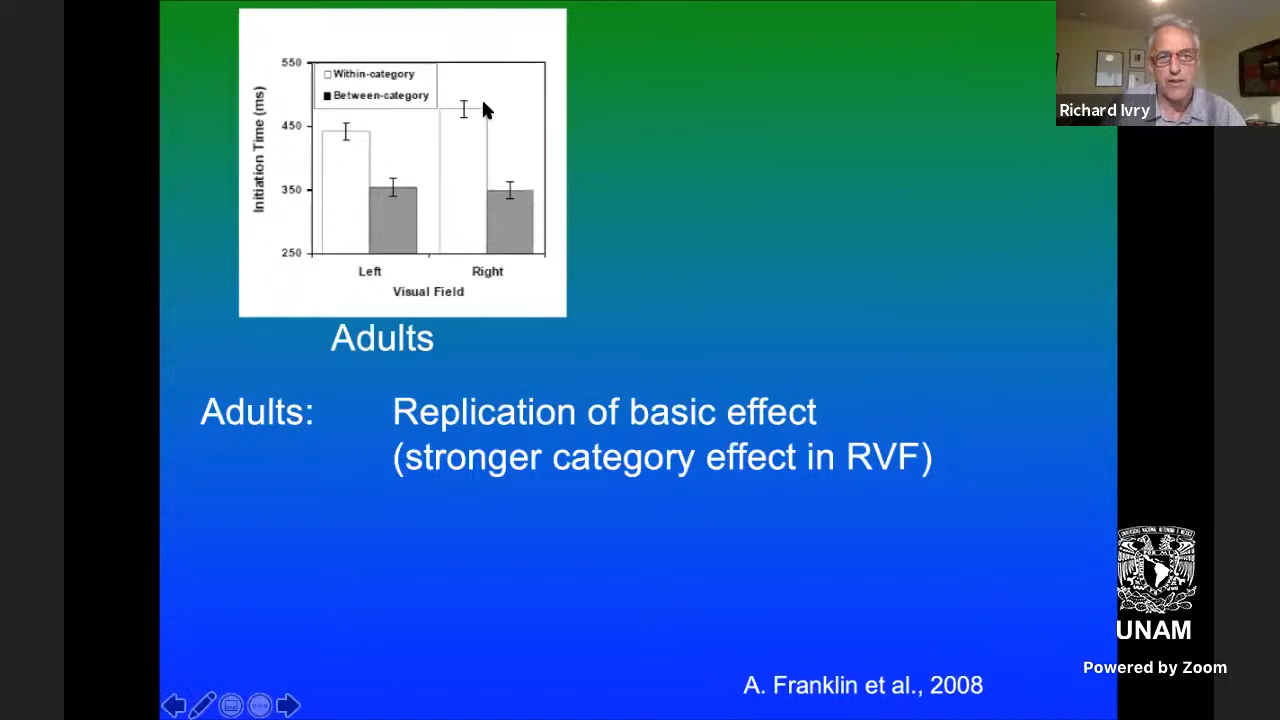 550
Within-category
Between-category
450
350
250
Initiation Time (ms)
Left
Right
Visual Field
Adults
Adults:
Replication of basic effect
(stronger category effect in RVF)
A. Franklin et al., 2008
Richard Ivry
UNAM
Powered by Zoom